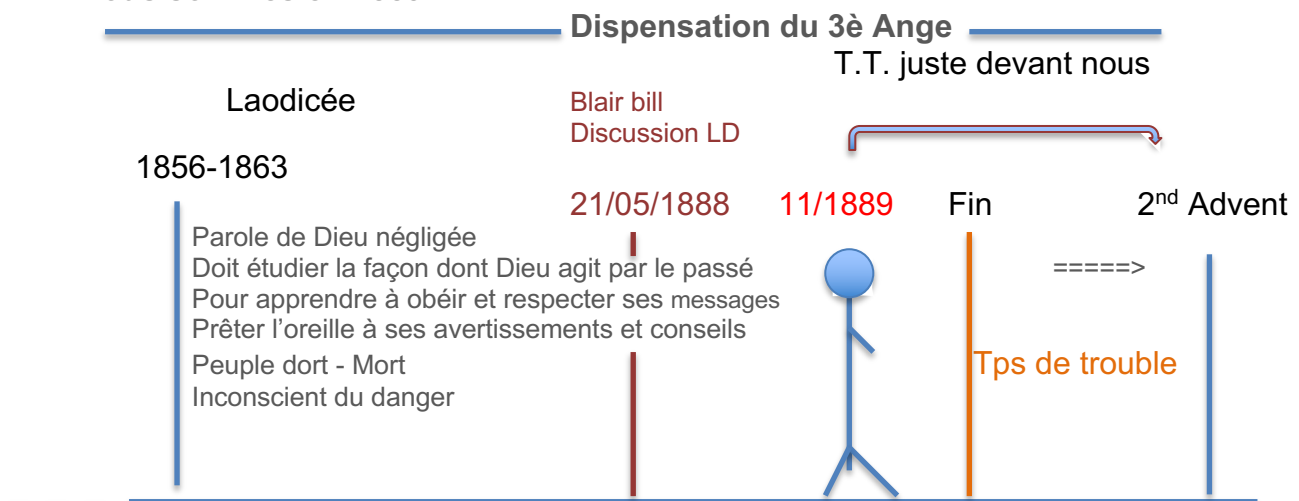 Dispensation du 3è Ange
T.T. juste devant nous
Laodicée
Blair bill
Discussion LD
1856-1863
21/05/1888
11/1889
Fin
2nd Advent
Parole de Dieu négligée
Doit étudier la façon dont Dieu agit par le passé
Pour apprendre à obéir et respecter ses messages
Prêter l’oreille à ses avertissements et conseils
Peuple dort - Mort
Inconscient du danger
=====>
Tps de trouble